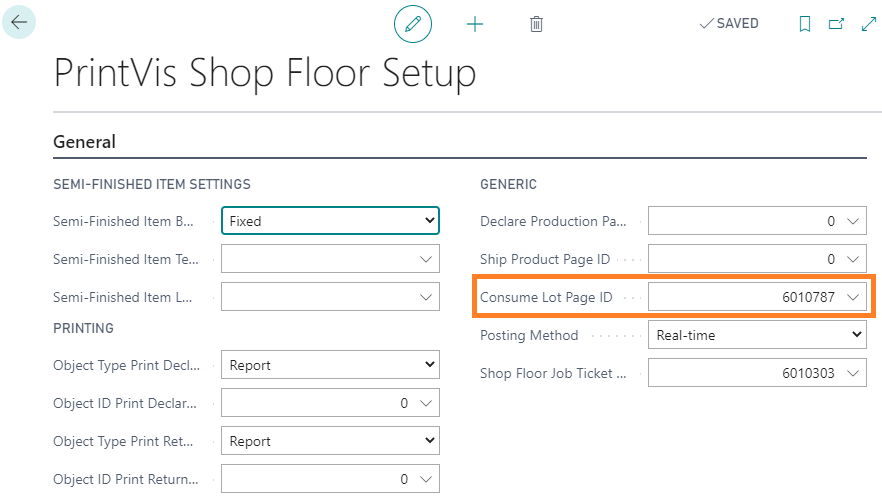 SAVED
PrintVis Shop Floor Setup
General
SEMI-FINISHED ITEM SETTINGS
Semi-Finished Item B... Fixed
Semi-Finished Item Te...
Semi-Finished Item L...
PRINTING
Object Type Print Decl... Report
Object ID Print Declar... 0
Object Type Print Ret... Report
Object ID Print Return... 0
GENERIC
Declare Production Pa... 0
Ship Product Page ID 0
Consume Lot Page ID 6010787
Posting Method Real-time
Shop Floor Job Ticket ... 6010303